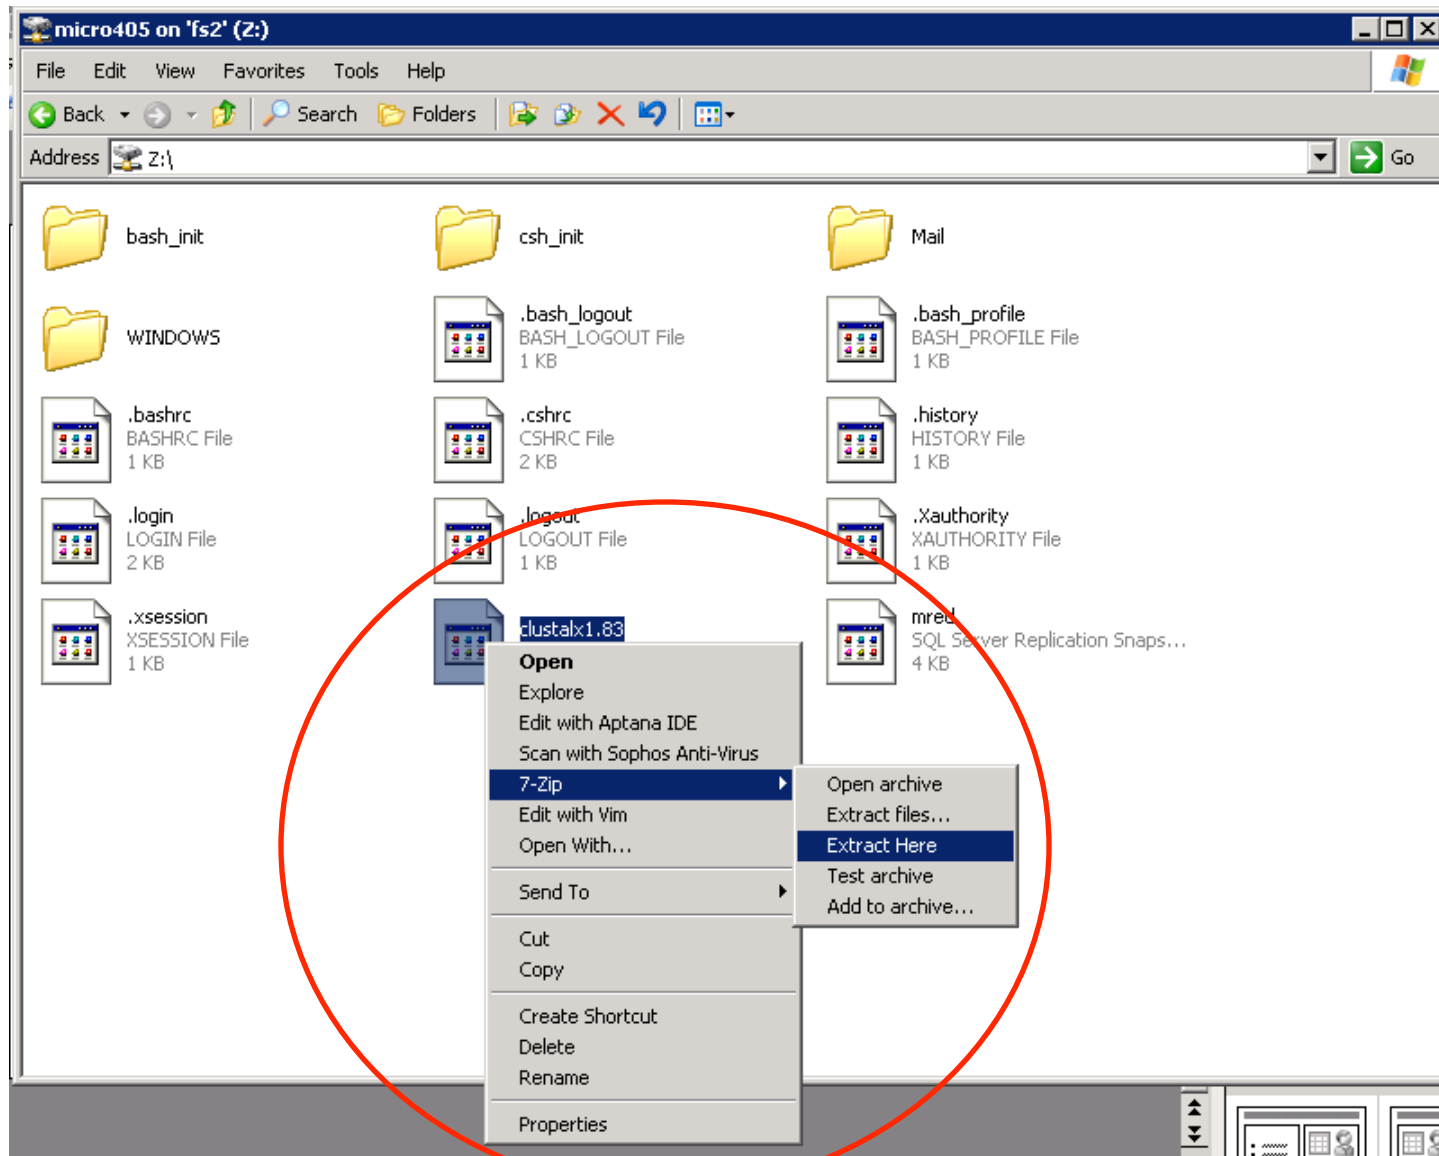 micro405 on 'fs2' (Z:)
File Edit View Favorites Tools Help
Back Search Folders
Address Z:\ Go
bash_init
csh_init
Mail
WINDOWS
.bash_logout
BASH_LOGOUT File
1 KB
.bash_profile
BASH_PROFILE File
1 KB
.bashrc
BASHRC File
1 KB
.cshrc
CSHRC File
2 KB
.history
HISTORY File
1 KB
.login
LOGIN File
2 KB
.logout
LOGOUT File
1 KB
.Xauthority
XAUTHORITY File
1 KB
.xsession
XSESSION File
1 KB
clustalx1.83
mred
SQL Server Replication Snaps...
4 KB
Open
Explore
Edit with Aptana IDE
Scan with Sophos Anti-Virus
7-Zip
Edit with Vim
Open With...
Send To
Cut
Copy
Create Shortcut
Delete
Rename
Properties
Open archive
Extract files...
Extract Here
Test archive
Add to archive...